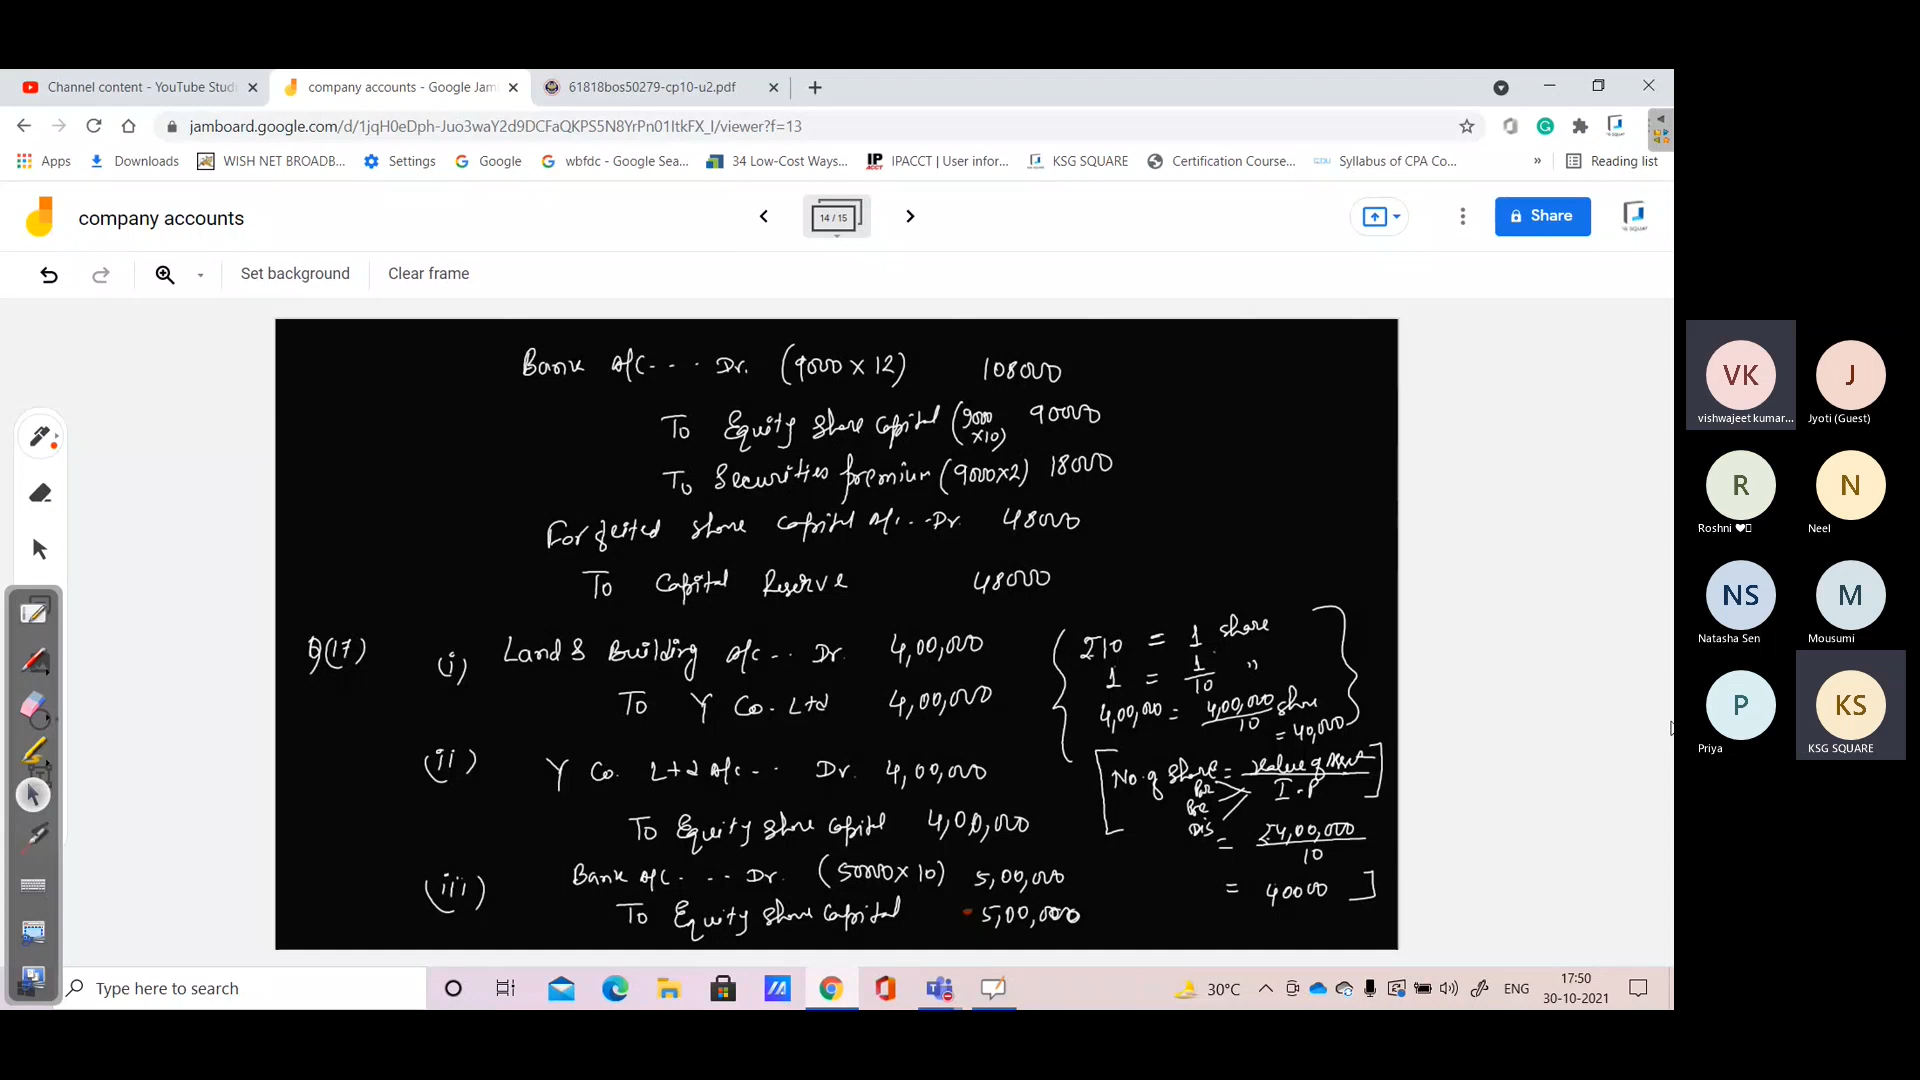 Channel content - YouTube Stud
company accounts - Google Jam
61818bos50279-cp10-u2.pdf
jamboard.google.com/d/1jqH0eDph-Juo3waY2d9DCFaQKPS5N8YrPn01ItkFX_I/viewer?f=13
Apps Downloads WISH NET BROADB... Settings Google wbfdc - Google Sea... 34 Low-Cost Ways... IPACCT | User infor... KSG SQUARE Certification Course... Syllabus of CPA Co... » Reading list
company accounts
14 / 15
Share
Set background Clear frame
Bank A/c - - - Dr. (9000 × 12) 108000
To Equity share capital (9000 ×10) 90000
To Securities premium (9000×2) 18000
Forfeited share capital A/c. - Dr. 48000
To Capital Reserve 48000
Q(17) (i) Land & Building A/c - - Dr. 4,00,000
To Y Co. Ltd 4,00,000
(ii) Y Co. Ltd A/c - - Dr. 4,00,000
To Equity share capital 4,00,000
(iii) Bank A/c - - - Dr. (50000 × 10) 5,00,000
To Equity share capital 5,00,000
10 = 1 share
1 = 1/10 "
4,00,000 = 4,00,000/10 share
= 40,000
No. of share = value of /I.P
Dis
= 4,00,000/10
= 40000
VK
vishwajeet kumar...
J
Jyoti (Guest)
R
Roshni ❤
N
Neel
NS
Natasha Sen
M
Mousumi
P
Priya
KS
KSG SQUARE
Type here to search
30°C
ENG
17:50
30-10-2021